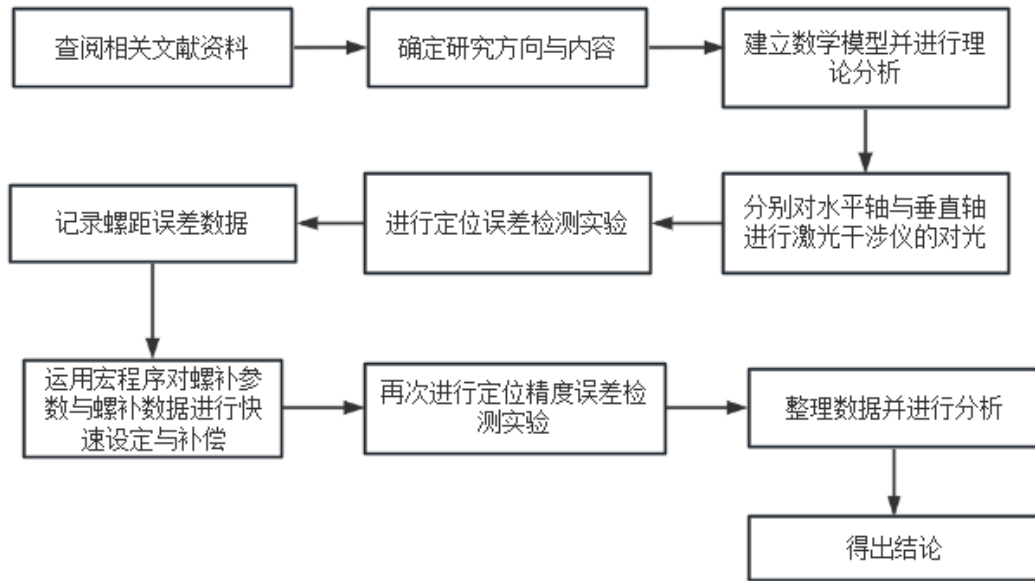 查阅相关文献资料
确定研究方向与内容
建立数学模型并进行理
论分析
分别对水平轴与垂直轴
进行激光干涉仪的对光
进行定位误差检测实验
记录螺距误差数据
运用宏程序对螺补参
数与螺补数据进行快
速设定与补偿
再次进行定位精度误差检
测实验
整理数据并进行分析
得出结论